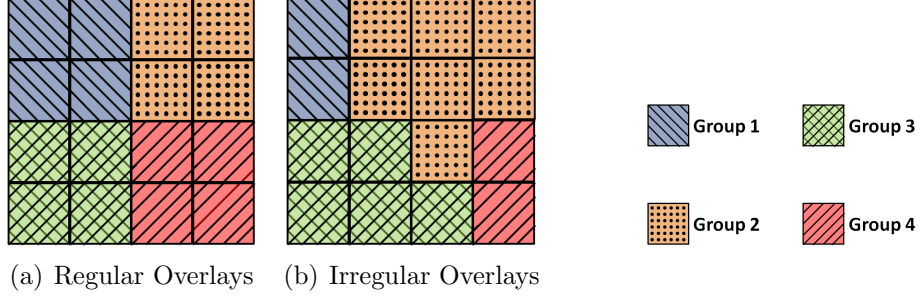 Group 1
Group 3
Group 2
Group 4
(a) Regular Overlays
(b) Irregular Overlays